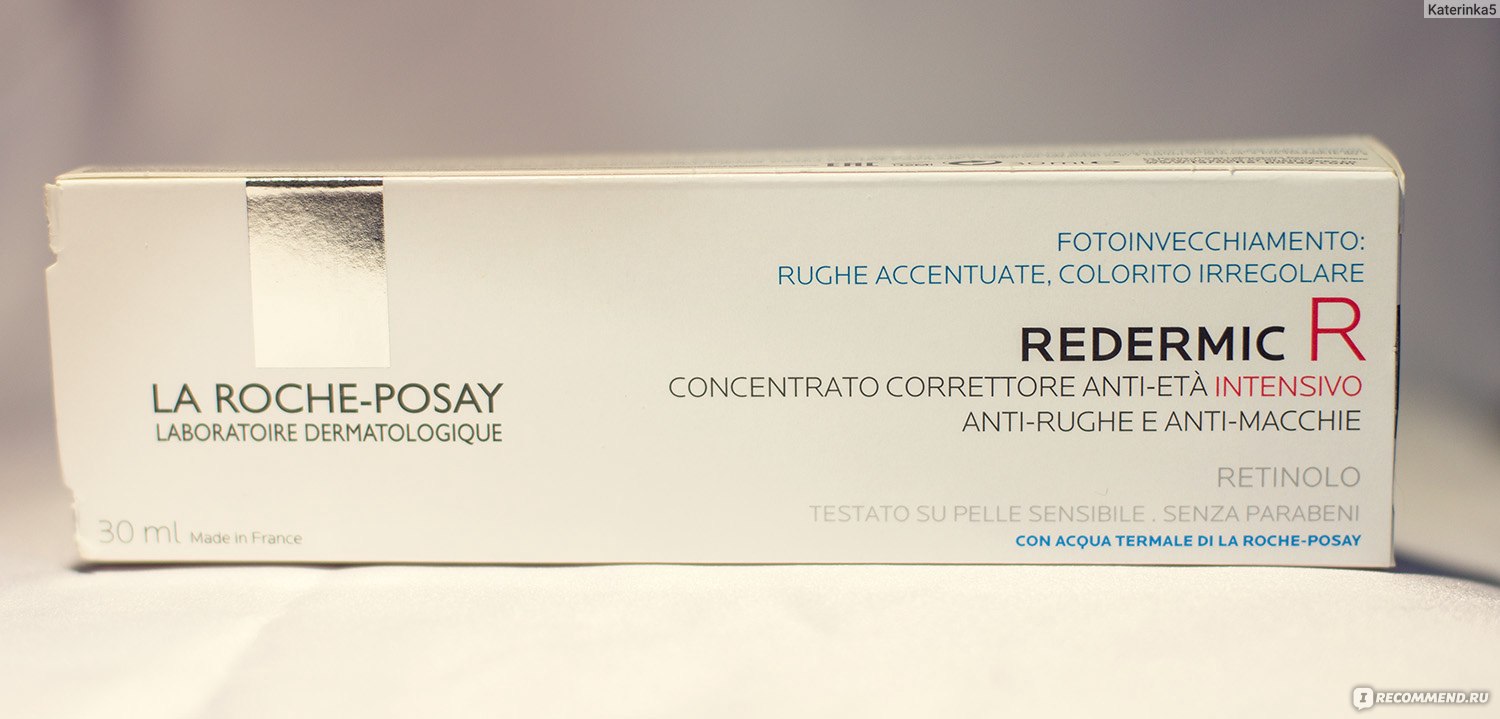 Katerinka5
LA ROCHE-POSAY
LABORATOIRE DERMATOLOGIQUE
30 ml Made in France
FOTOINVECCHIAMENTO:
RUGHE ACCENTUATE, COLORITO IRREGOLARE
REDERMIC R
CONCENTRATO CORRETTORE ANTI-ETÀ INTENSIVO
ANTI-RUGHE E ANTI-MACCHIE
RETINOLO
TESTATO SU PELLE SENSIBILE . SENZA PARABENI
CON ACQUA TERMALE DI LA ROCHE-POSAY
I RECOMMEND.RU